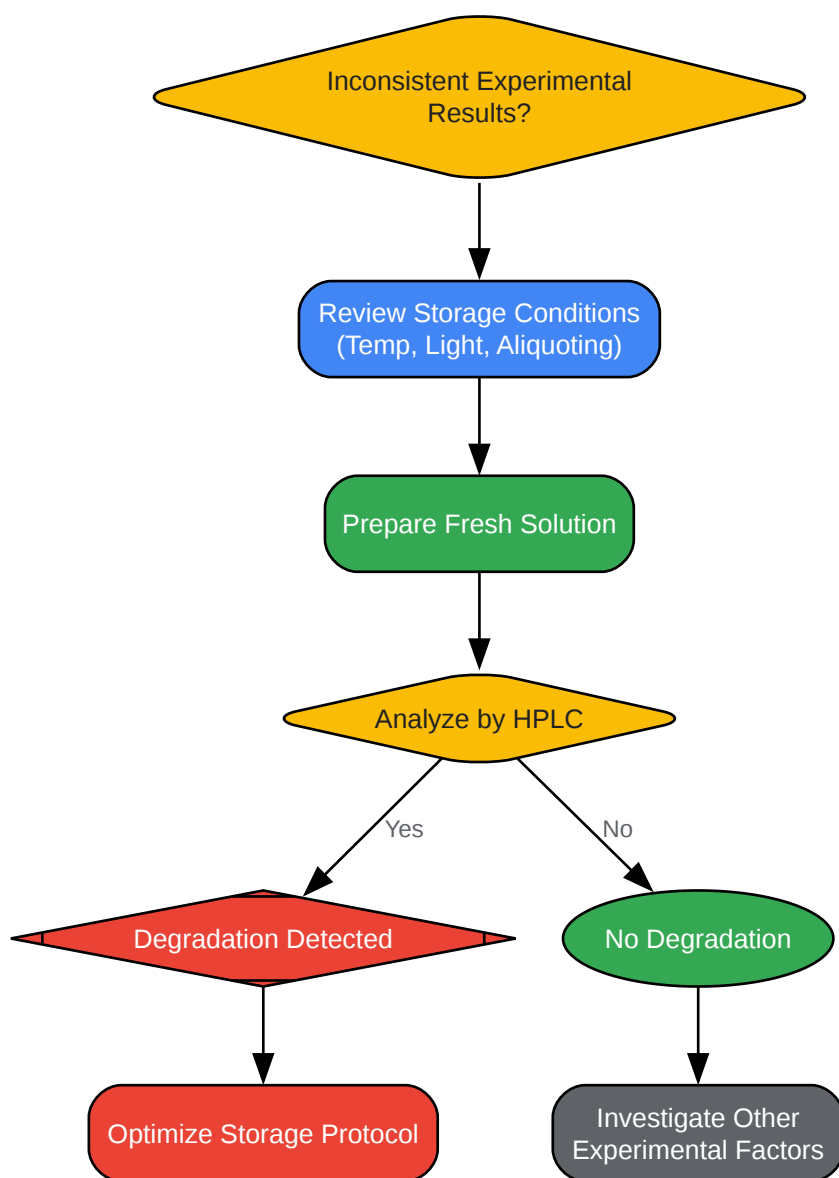 Inconsistent Experimental
Results?
Review Storage Conditions
(Temp, Light, Aliquoting)
Prepare Fresh Solution
Analyze by HPLC
Yes
No
Degradation Detected
No Degradation
Optimize Storage Protocol
Investigate Other
Experimental Factors